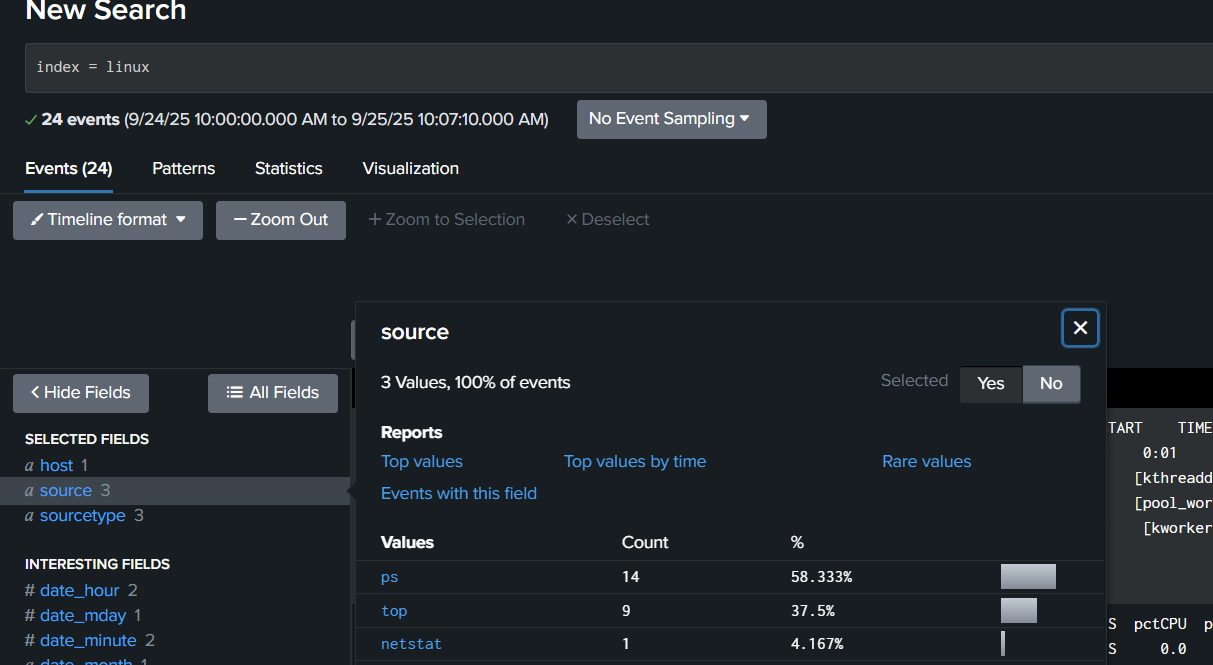 New Search
index = linux
24 events (9/24/25 10:00:00.000 AM to 9/25/25 10:07:10.000 AM)
No Event Sampling
Events (24) Patterns Statistics Visualization
Timeline format — Zoom Out + Zoom to Selection × Deselect
source
3 Values, 100% of events
Selected Yes No
Reports
Top values Top values by time Rare values
Events with this field
Values Count %
ps 14 58.333%
top 9 37.5%
netstat 1 4.167%
< Hide Fields All Fields
SELECTED FIELDS
a host 1
a source 3
a sourcetype 3
INTERESTING FIELDS
# date_hour 2
# date_mday 1
# date_minute 2
a date_month 1
TART TIME
0:01
[kthreadd
[pool_wor
[kworker
S pctCPU p
S 0.0